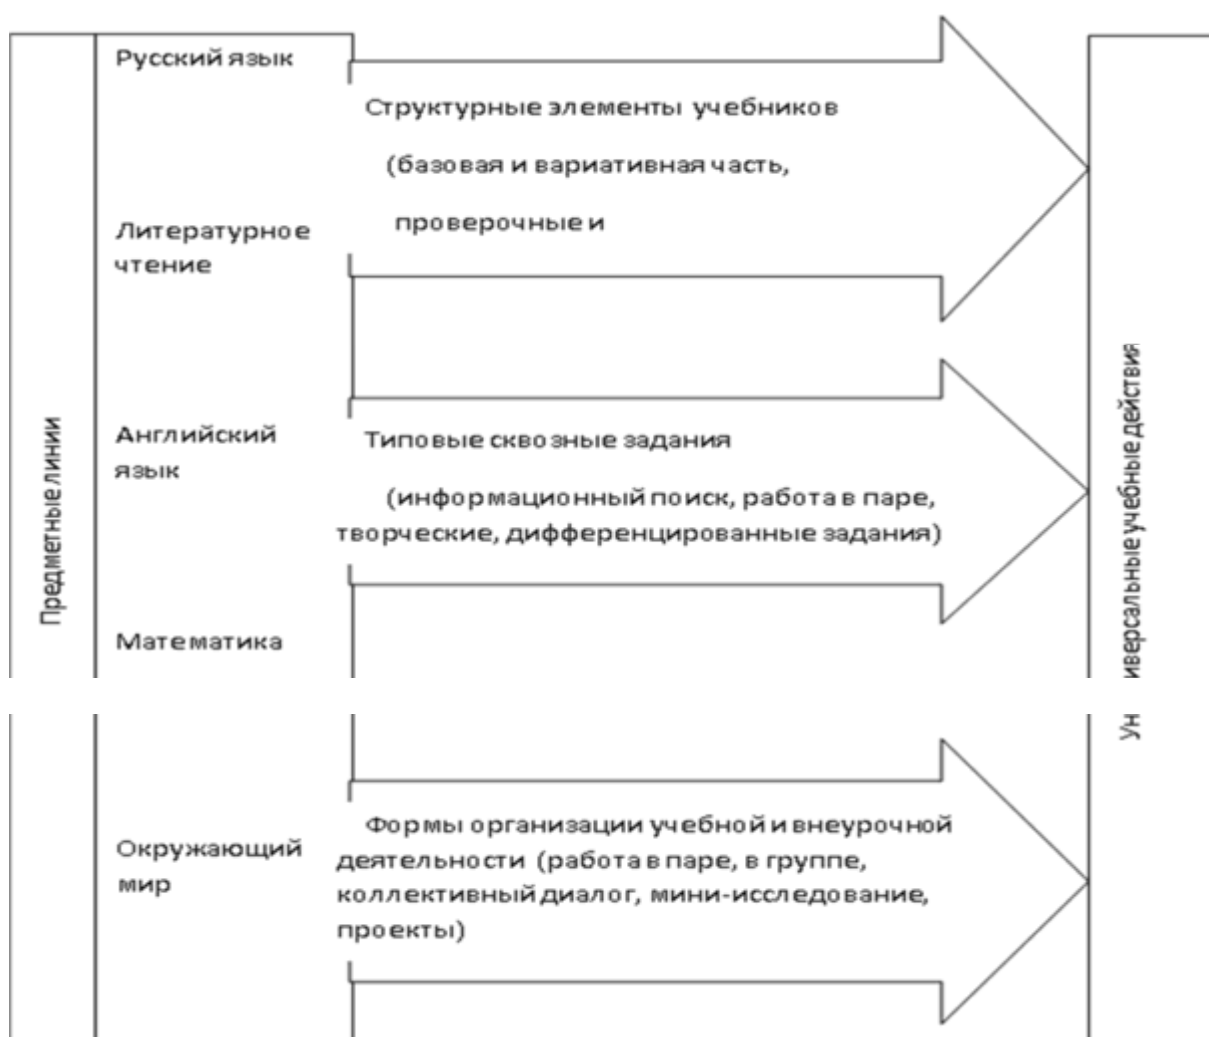 Предметные линии
Русский язык
Литературное
чтение
Английский
язык
Математика
Окружающий
мир
Структурные элементы учебников
(базовая и вариативная часть,
проверочные и
Типовые сквозные задания
(информационный поиск, работа в паре,
творческие, дифференцированные задания)
Формы организации учебной и внеурочной
деятельности (работа в паре, в группе,
коллективный диалог, мини-исследование,
проекты)
Универсальные учебные действия